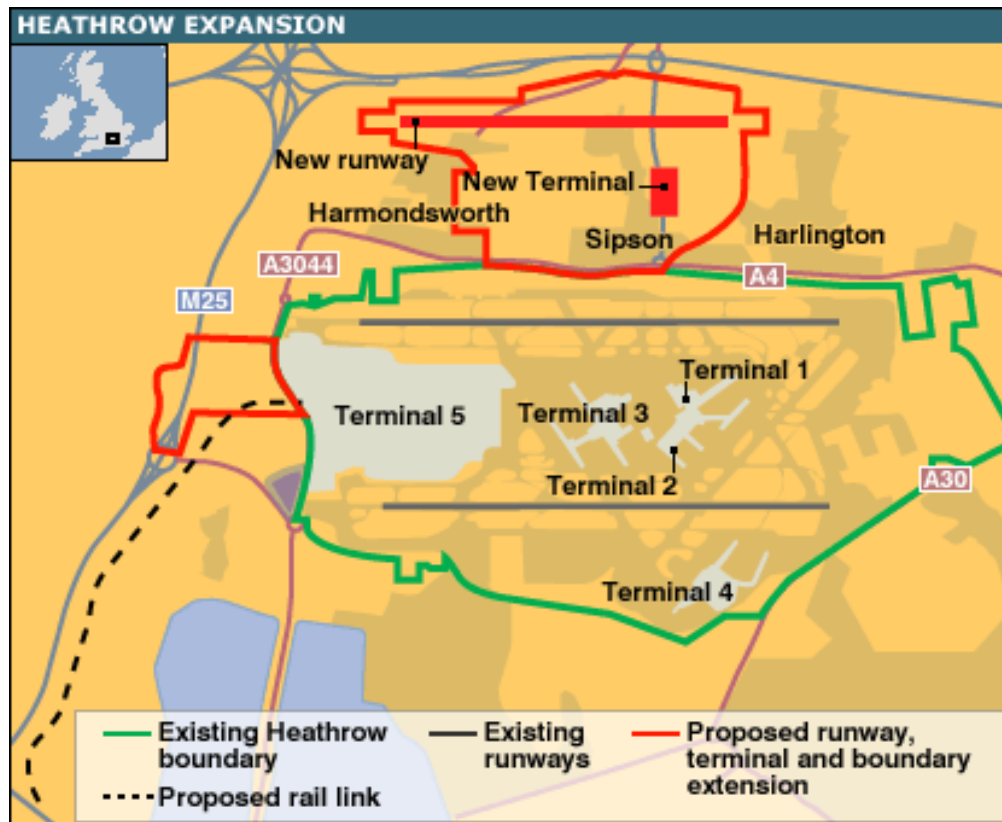 HEATHROW EXPANSION
New runway
New Terminal
Harmondsworth
Sipson
Harlington
A3044
A4
M25
Terminal 1
Terminal 5
Terminal 3
Terminal 2
A30
Terminal 4
Existing Heathrow
boundary
Existing
runways
Proposed runway,
terminal and boundary
extension
Proposed rail link